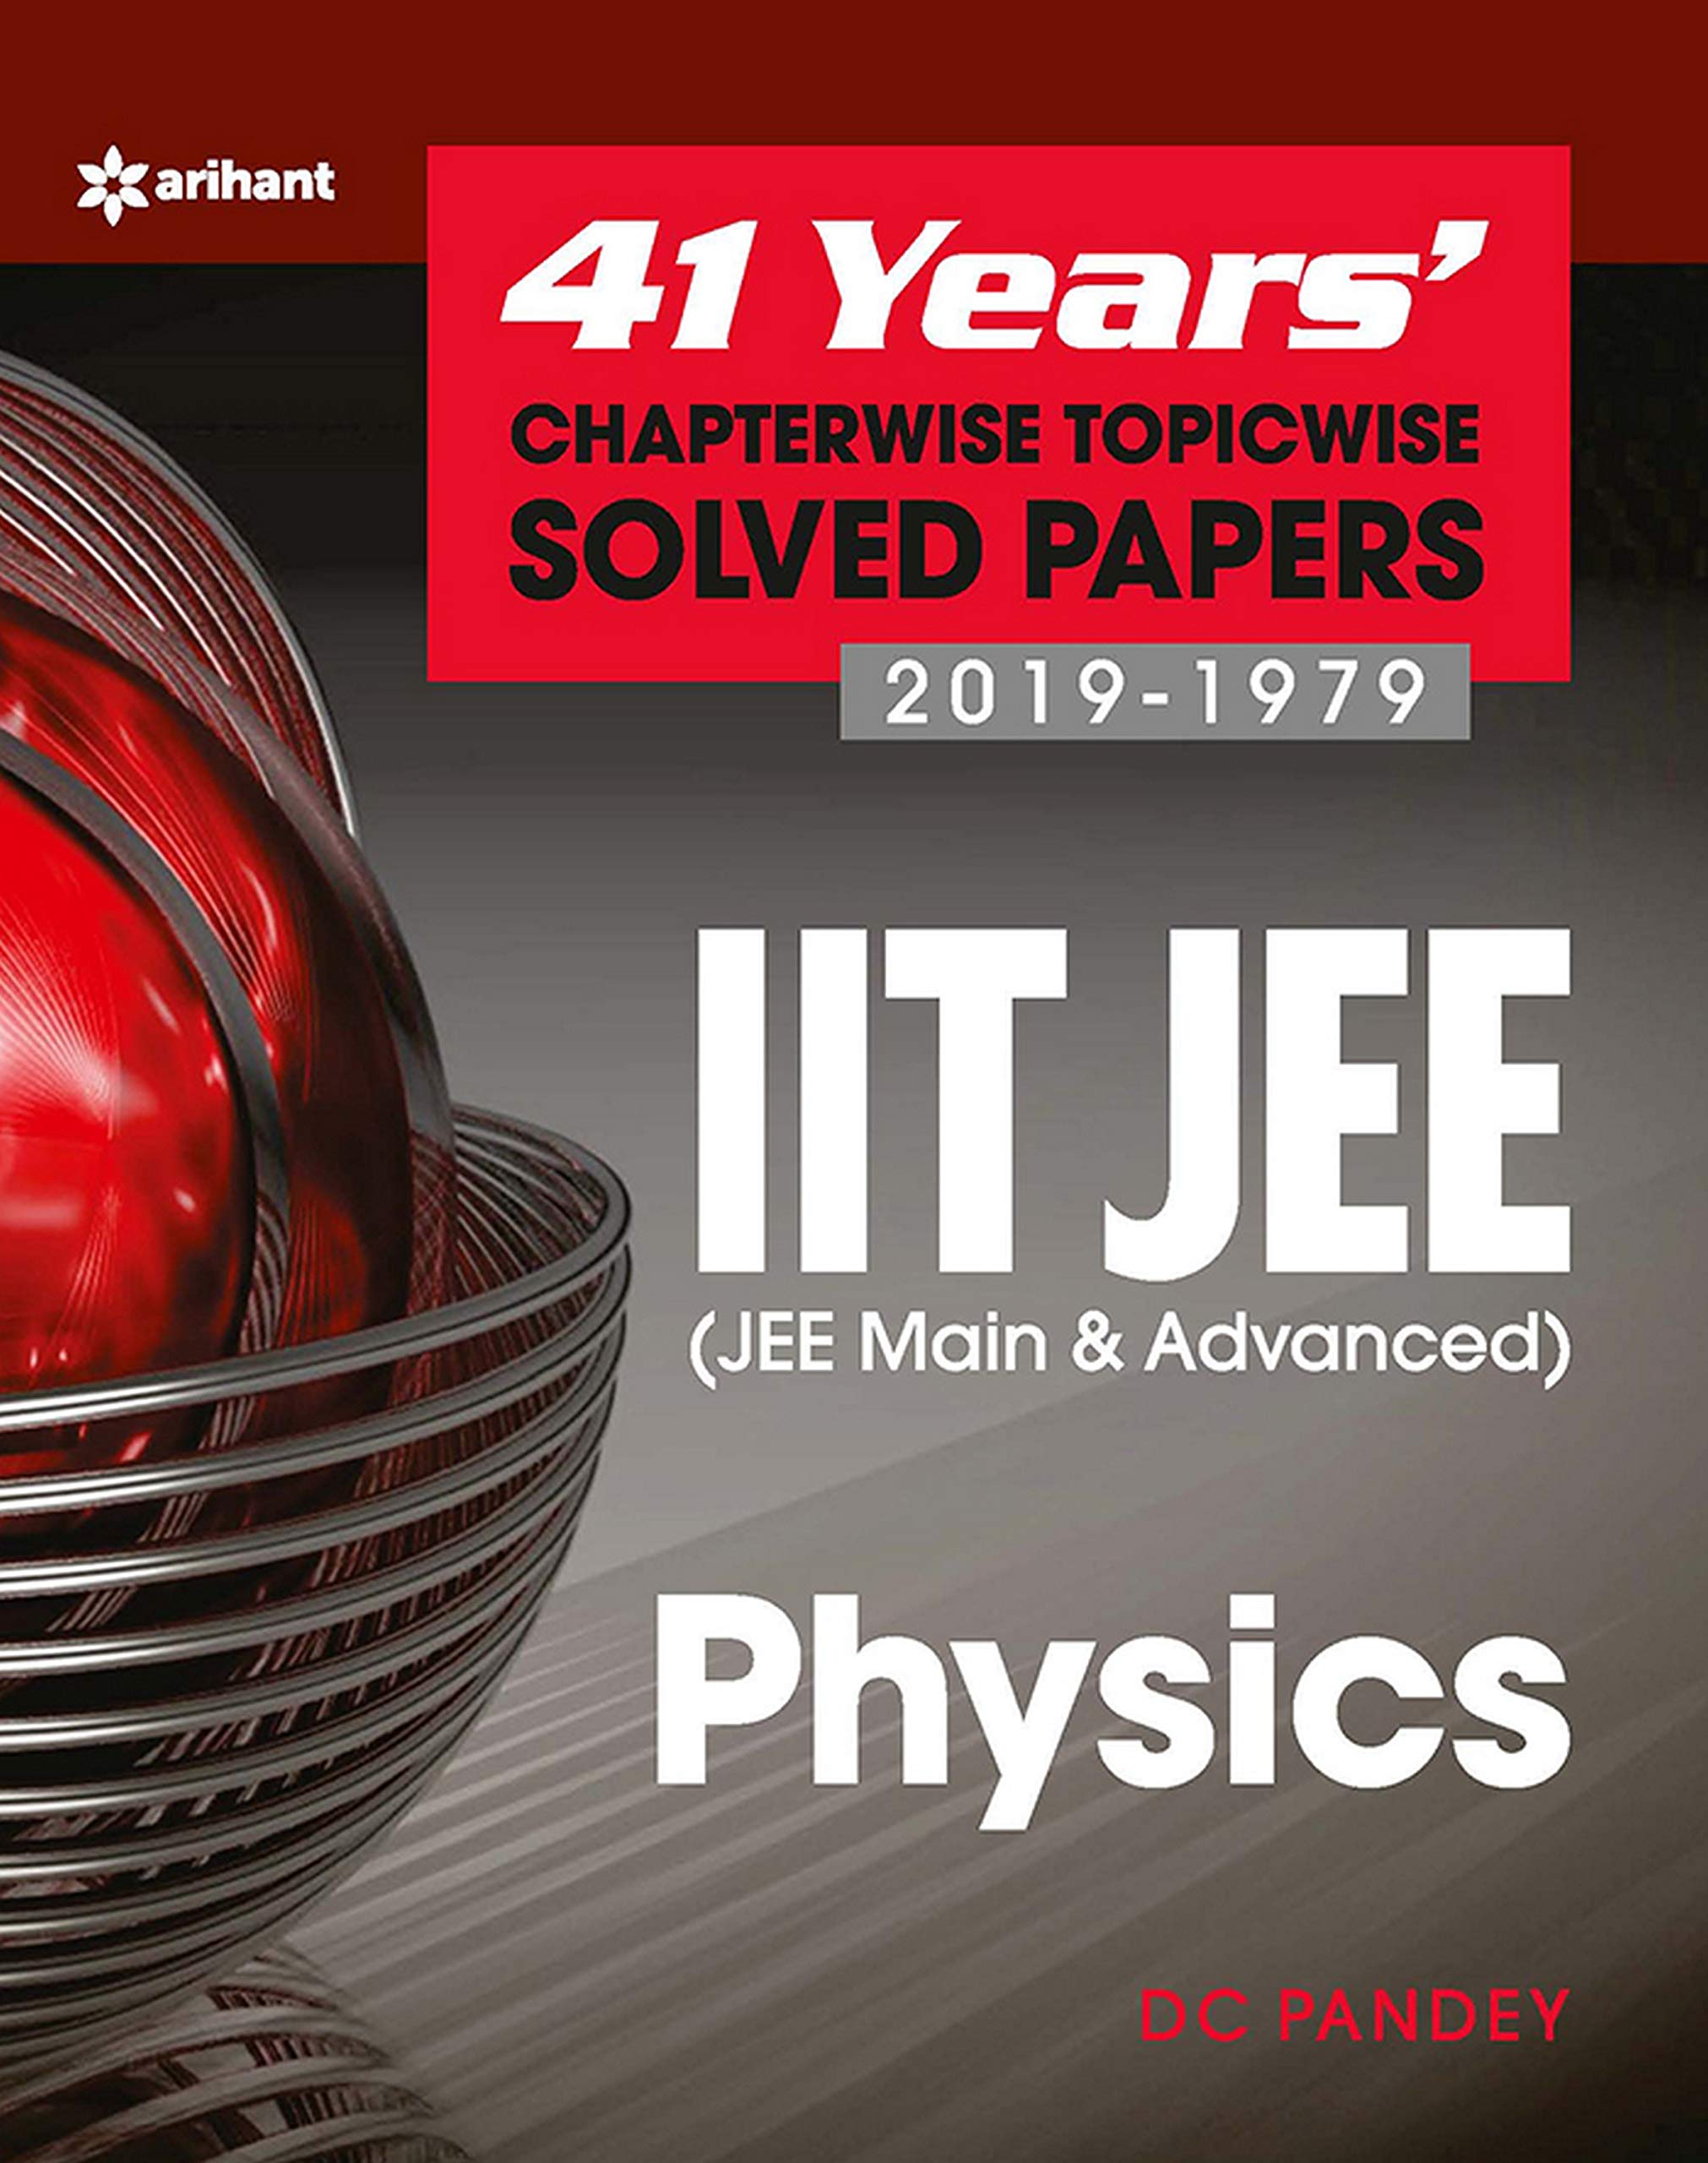 arihant
41 Years’
CHAPTERWISE TOPICWISE
SOLVED PAPERS
2019-1979
IIT JEE
(JEE Main & Advanced)
Physics
DC PANDEY